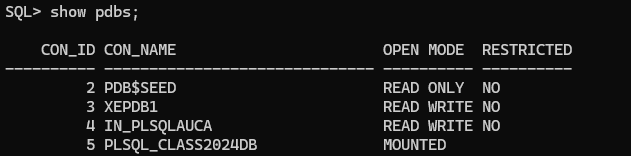 SQL> show pdbs;
    CON_ID CON_NAME                       OPEN MODE  RESTRICTED
---------- ------------------------------ ---------- ----------
         2 PDB$SEED                       READ ONLY  NO
         3 XEPDB1                         READ WRITE NO
         4 IN_PLSQLAUCA                   READ WRITE NO
         5 PLSQL_CLASS2024DB              MOUNTED